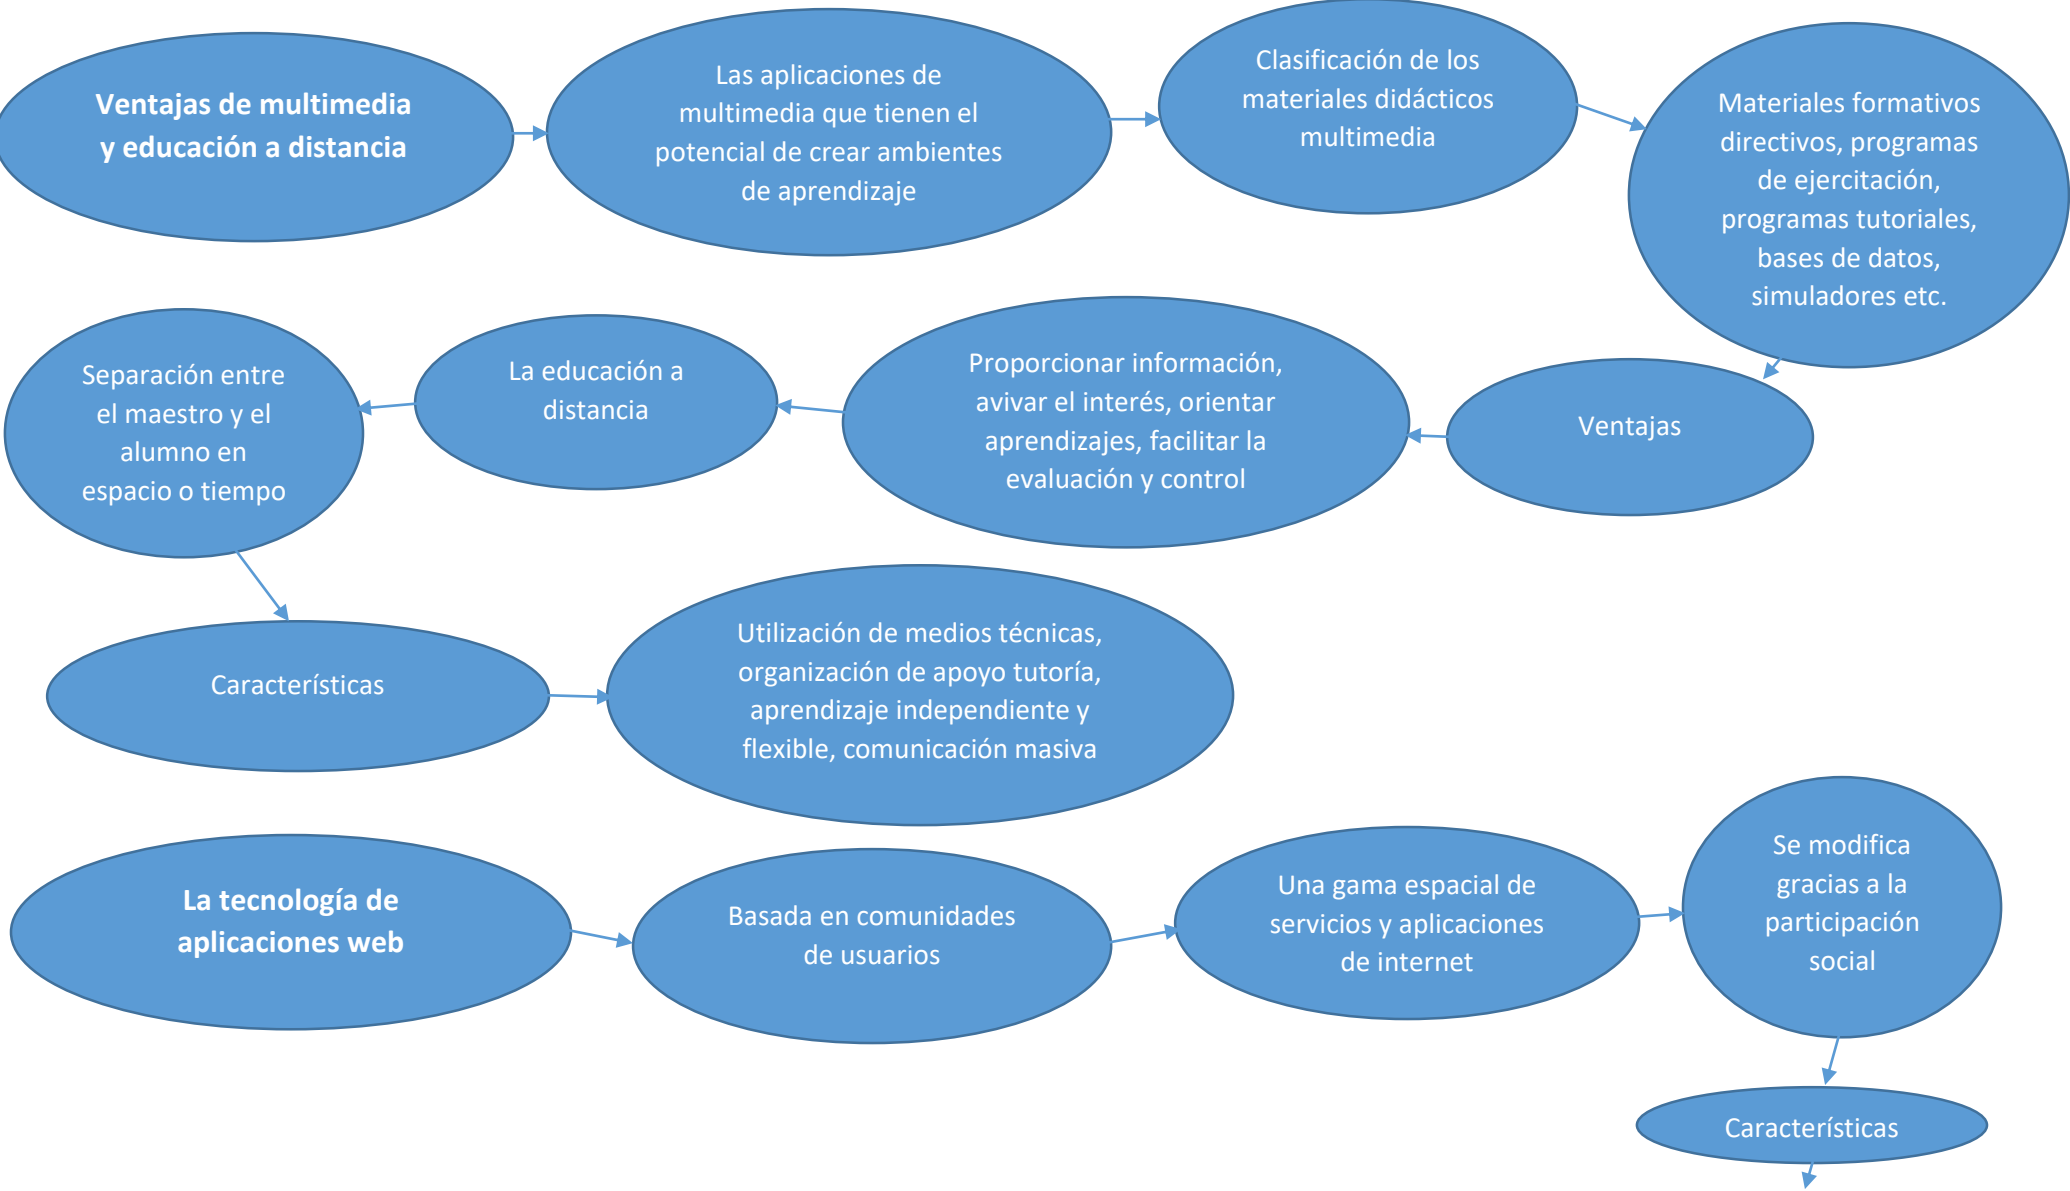 Ventajas de multimedia
y educación a distancia
Las aplicaciones de
multimedia que tienen el
potencial de crear ambientes
de aprendizaje
Clasificación de los
materiales didácticos
multimedia
Materiales formativos
directivos, programas
de ejercitación,
programas tutoriales,
bases de datos,
simuladores etc.
Ventajas
Proporcionar información,
avivar el interés, orientar
aprendizajes, facilitar la
evaluación y control
La educación a
distancia
Separación entre
el maestro y el
alumno en
espacio o tiempo
Características
Utilización de medios técnicas,
organización de apoyo tutoría,
aprendizaje independiente y
flexible, comunicación masiva
La tecnología de
aplicaciones web
Basada en comunidades
de usuarios
Una gama espacial de
servicios y aplicaciones
de internet
Se modifica
gracias a la
participación
social
Características